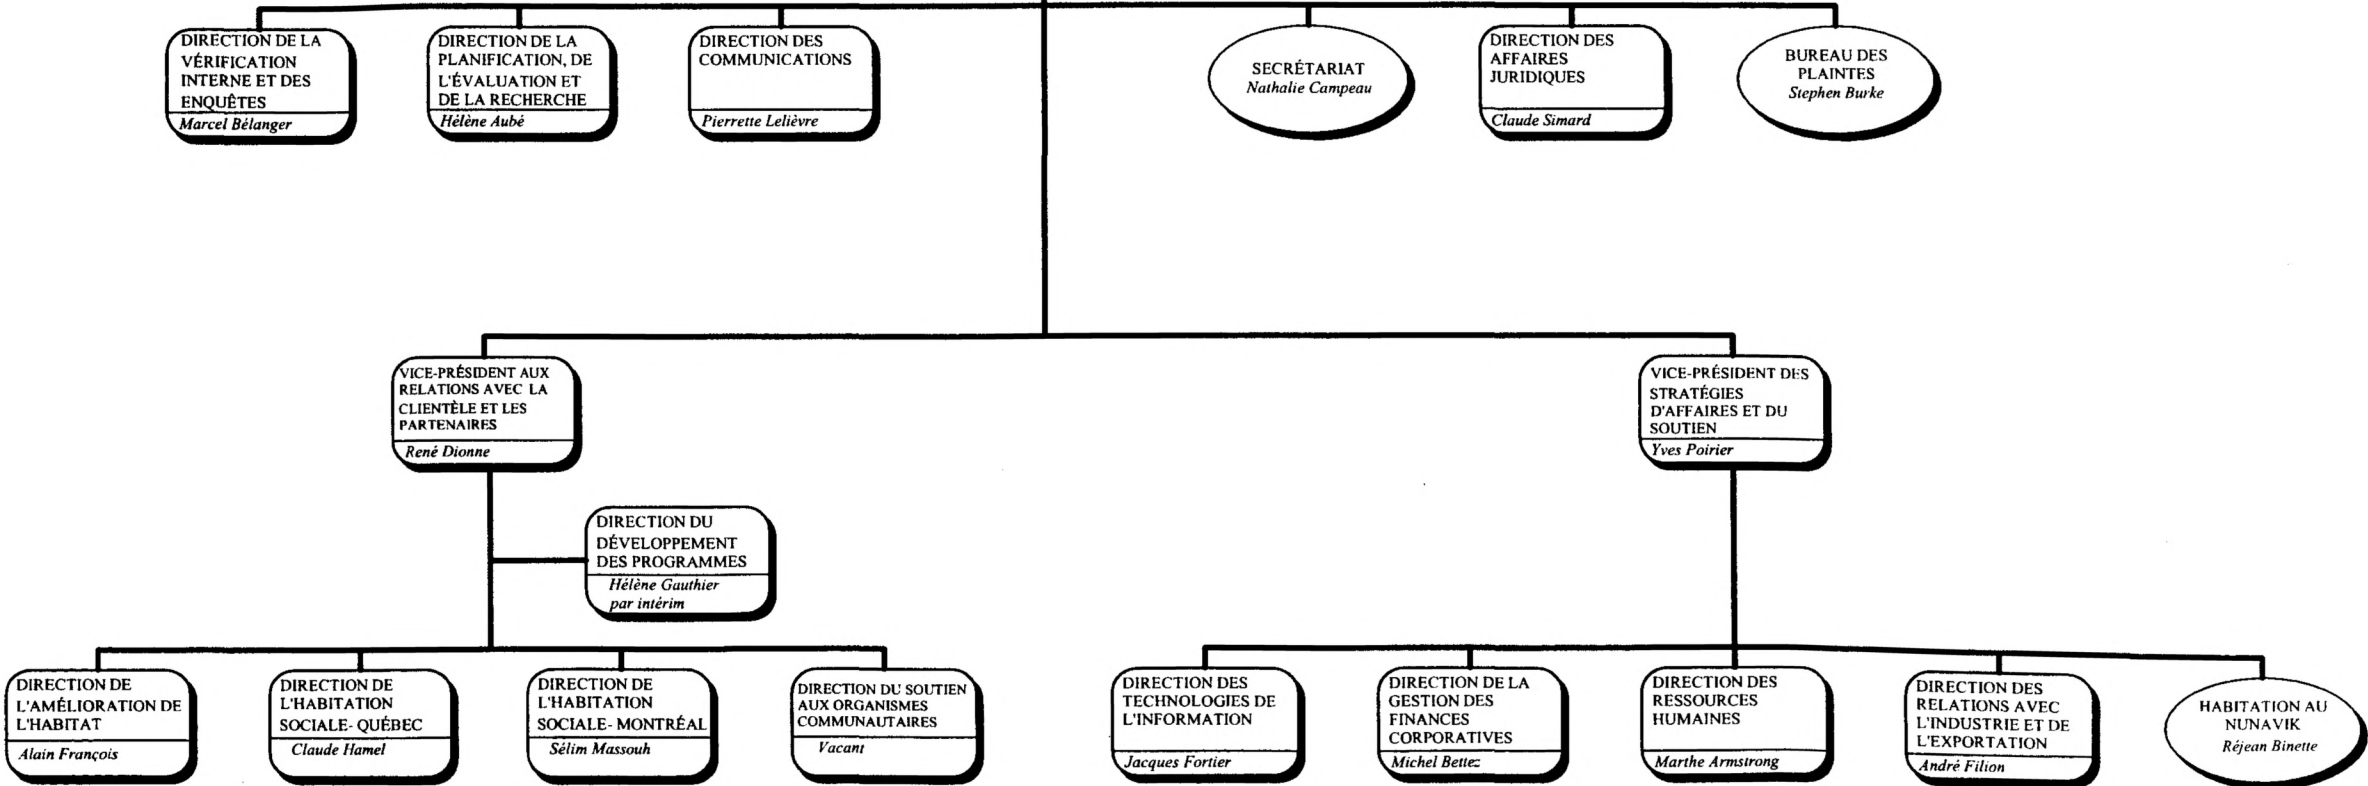 DIRECTION DE LA
VÉRIFICATION
INTERNE ET DES
ENQUÊTES
Marcel Bélanger
DIRECTION DE LA
PLANIFICATION, DE
L'ÉVALUATION ET
DE LA RECHERCHE
Hélène Aubé
DIRECTION DES
COMMUNICATIONS
Pierrette Lelièvre
SECRÉTARIAT
Nathalie Campeau
DIRECTION DES
AFFAIRES
JURIDIQUES
Claude Simard
BUREAU DES
PLAINTES
Stephen Burke
VICE-PRÉSIDENT AUX
RELATIONS AVEC LA
CLIENTÈLE ET LES
PARTENAIRES
René Dionne
VICE-PRÉSIDENT DES
STRATÉGIES
D'AFFAIRES ET DU
SOUTIEN
Yves Poirier
DIRECTION DU
DÉVELOPPEMENT
DES PROGRAMMES
Hélène Gauthier
par intérim
DIRECTION DE
L'AMÉLIORATION DE
L'HABITAT
Alain François
DIRECTION DE
L'HABITATION
SOCIALE- QUÉBEC
Claude Hamel
DIRECTION DE
L'HABITATION
SOCIALE- MONTRÉAL
Sélim Massouh
DIRECTION DU SOUTIEN
AUX ORGANISMES
COMMUNAUTAIRES
Vacant
DIRECTION DES
TECHNOLOGIES DE
L'INFORMATION
Jacques Fortier
DIRECTION DE LA
GESTION DES
FINANCES
CORPORATIVES
Michel Bettez
DIRECTION DES
RESSOURCES
HUMAINES
Marthe Armstrong
DIRECTION DES
RELATIONS AVEC
L'INDUSTRIE ET DE
L'EXPORTATION
André Filion
HABITATION AU
NUNAVIK
Réjean Binette